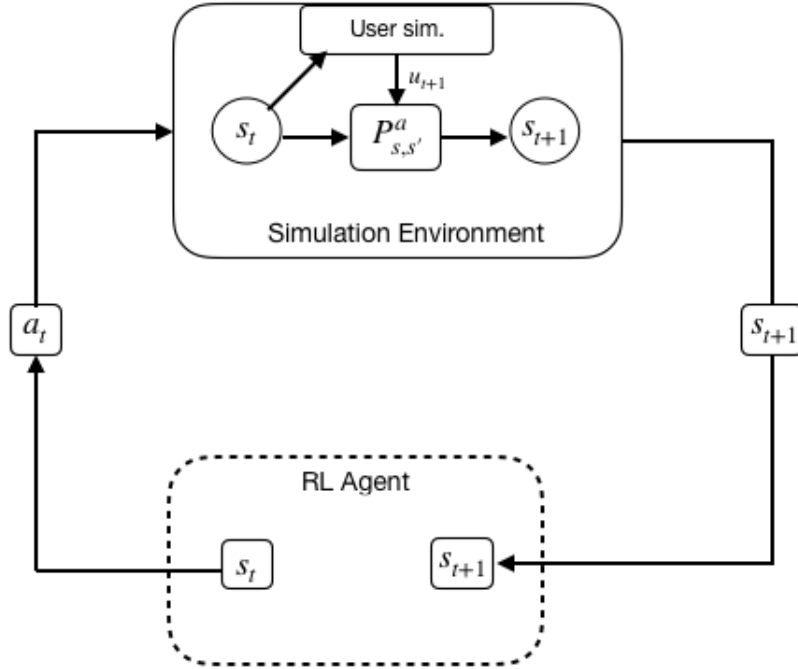 User sim.
u_{t+1}
s_t
P^a_{s,s'}
s_{t+1}
Simulation Environment
a_t
s_{t+1}
RL Agent
s_t
s_{t+1}